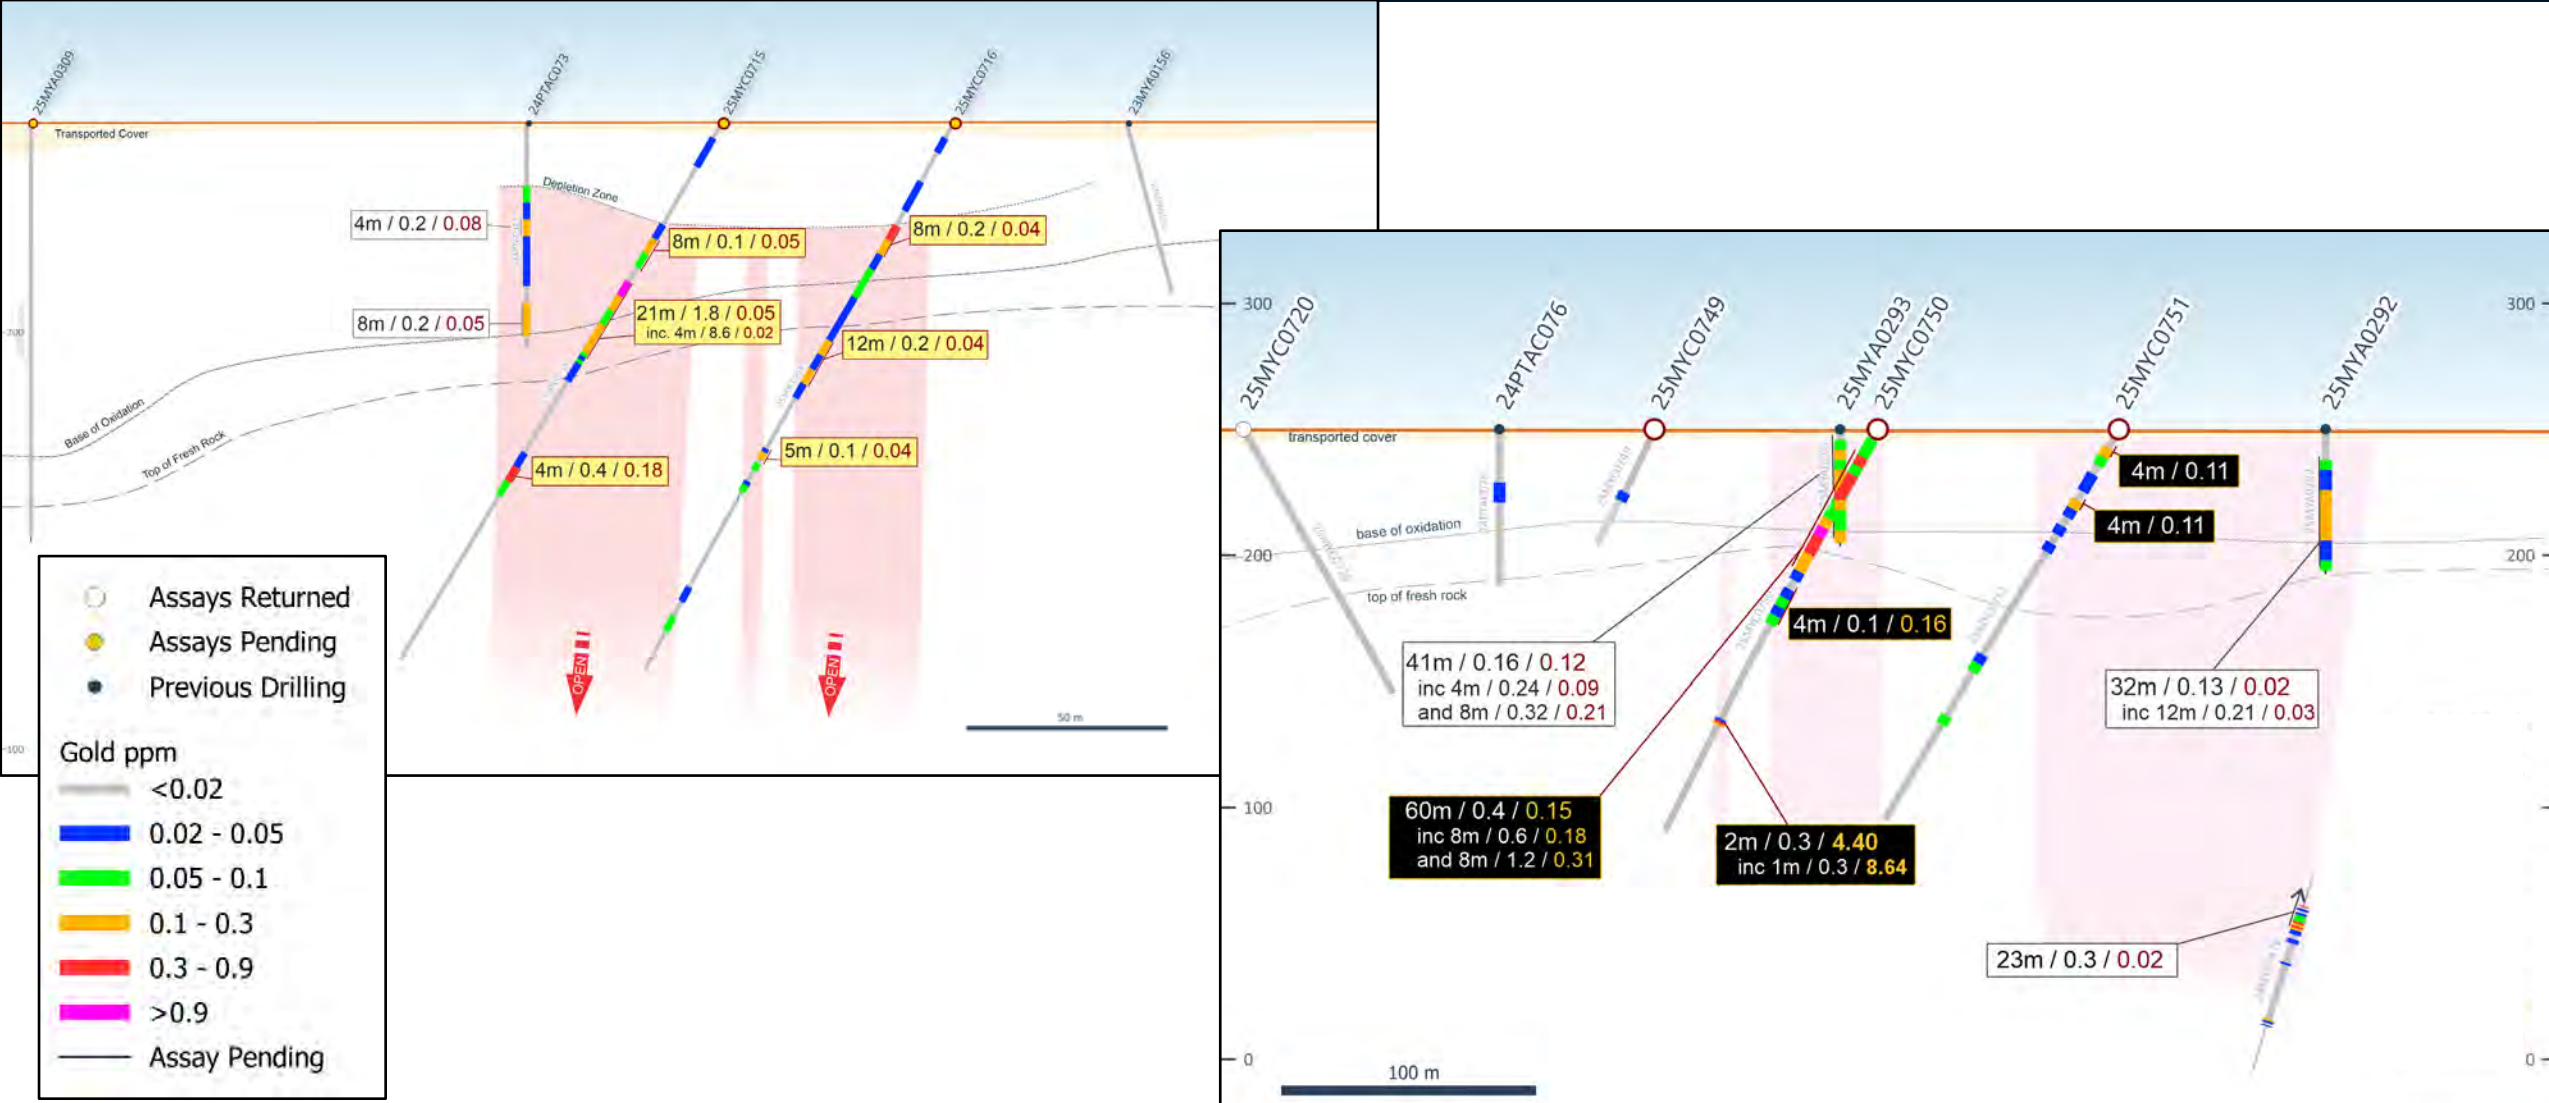 25MYA0309
24PTAC073
25MYC0715
25MYC0716
23MYA0156
Transported Cover
Depletion Zone
4m / 0.2 / 0.08
8m / 0.1 / 0.05
8m / 0.2 / 0.04
8m / 0.2 / 0.05
21m / 1.8 / 0.05
inc. 4m / 8.6 / 0.02
12m / 0.2 / 0.04
200
Base of Oxidation
Top of Fresh Rock
4m / 0.4 / 0.18
5m / 0.1 / 0.04
OPEN
OPEN
50 m
100
Assays Returned
Assays Pending
Previous Drilling
Gold ppm
<0.02
0.02 - 0.05
0.05 - 0.1
0.1 - 0.3
0.3 - 0.9
>0.9
Assay Pending
300
300
25MYC0720
24PTAC076
25MYC0749
25MYA0293
25MYC0750
25MYC0751
25MYA0292
transported cover
4m / 0.11
4m / 0.11
base of oxidation
200
200
top of fresh rock
4m / 0.1 / 0.16
41m / 0.16 / 0.12
inc 4m / 0.24 / 0.09
and 8m / 0.32 / 0.21
32m / 0.13 / 0.02
inc 12m / 0.21 / 0.03
100
60m / 0.4 / 0.15
inc 8m / 0.6 / 0.18
and 8m / 1.2 / 0.31
2m / 0.3 / 4.40
inc 1m / 0.3 / 8.64
23m / 0.3 / 0.02
0
0
100 m